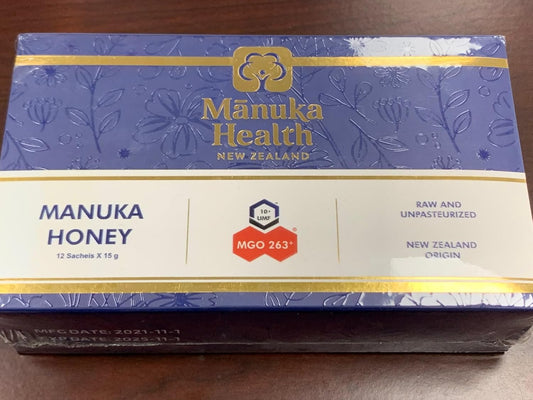 Mānuka
Health
NEW ZEALAND
MANUKA
HONEY
12 Sacheis X 15 g
10+
UMF
MGO 263+
RAW AND
UNPASTEURIZED
NEW ZEALAND
ORIGIN
MFG DATE: 2021-11-1
EXP DATE: 2025-11-1